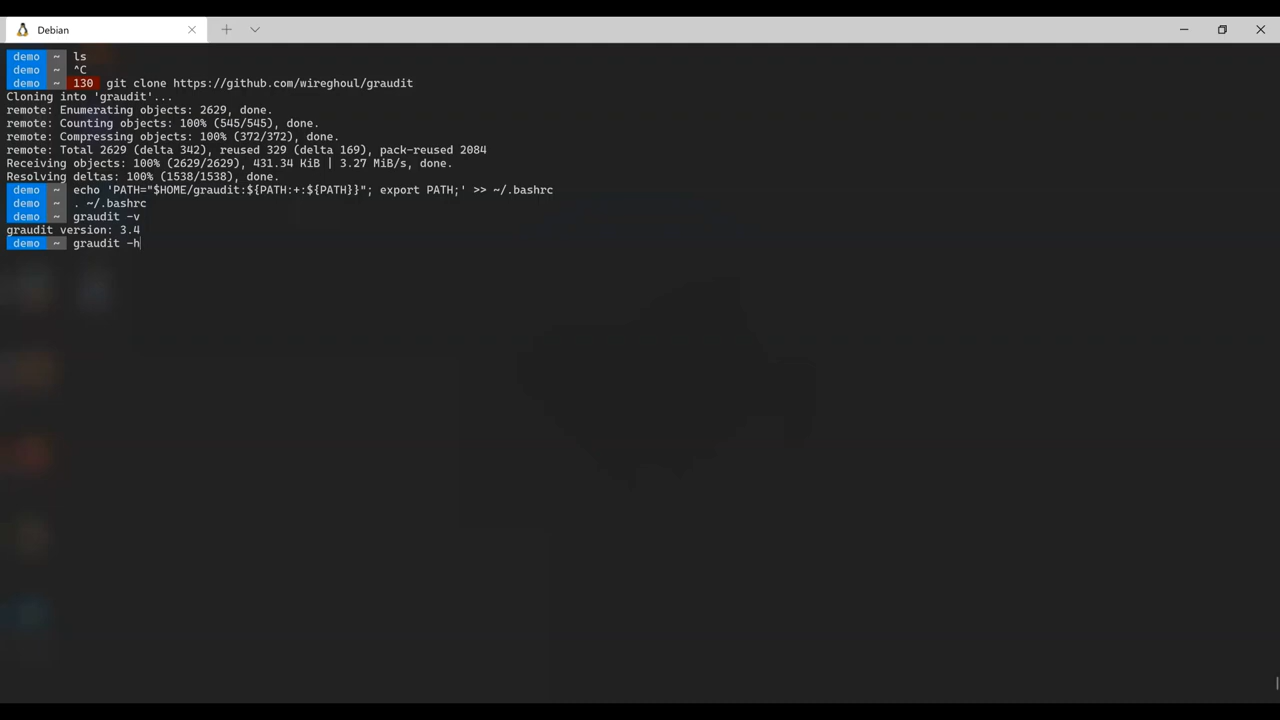 Debian
demo ~ ls
demo ~ ^C
demo ~ 130 git clone https://github.com/wireghoul/graudit
Cloning into 'graudit'...
remote: Enumerating objects: 2629, done.
remote: Counting objects: 100% (545/545), done.
remote: Compressing objects: 100% (372/372), done.
remote: Total 2629 (delta 342), reused 329 (delta 169), pack-reused 2084
Receiving objects: 100% (2629/2629), 431.34 KiB | 3.27 MiB/s, done.
Resolving deltas: 100% (1538/1538), done.
demo ~ echo 'PATH="$HOME/graudit:${PATH:+:${PATH}}"; export PATH;' >> ~/.bashrc
demo ~ . ~/.bashrc
demo ~ graudit -v
graudit version: 3.4
demo ~ graudit -h